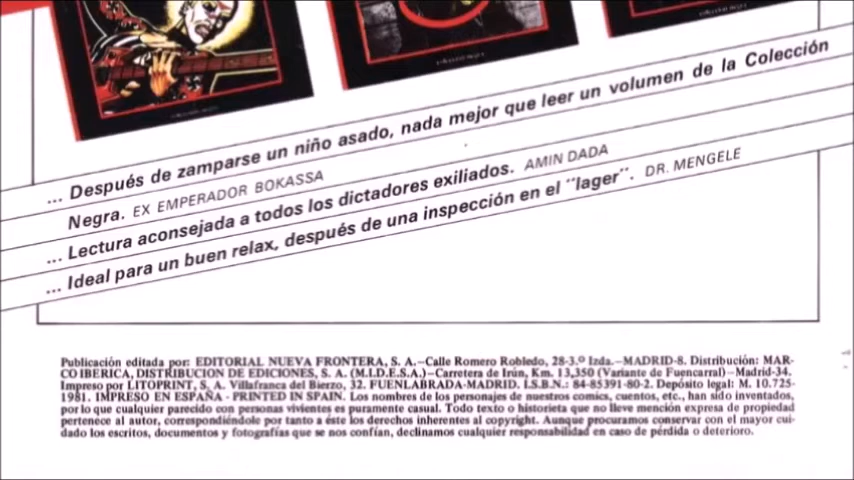 ... Después de zamparse un niño asado, nada mejor que leer un volumen de la Colección
Negra. EX EMPERADOR BOKASSA
... Lectura aconsejada a todos los dictadores exiliados. AMIN DADA
... Ideal para un buen relax, después de una inspección en el ¨lager¨. DR. MENGELE
Publicación editada por: EDITORIAL NUEVA FRONTERA, S. A.–Calle Romero Robledo, 28-3.º Izda.–MADRID-8. Distribución: MAR-
CO IBERICA, DISTRIBUCION DE EDICIONES, S. A. (M.I.D.E.S.A.)–Carretera de Irún, Km. 13,350 (Variante de Fuencarral)–Madrid-34.
Impreso por LITOPRINT, S. A. Villafranca del Bierzo, 32. FUENLABRADA-MADRID. I.S.B.N.: 84-85391-80-2. Depósito legal: M. 10.725-
1981. IMPRESO EN ESPAÑA - PRINTED IN SPAIN. Los nombres de los personajes de nuestros comics, cuentos, etc., han sido inventados,
por lo que cualquier parecido con personas vivientes es puramente casual. Todo texto o historieta que no lleve mención expresa de propiedad
pertenece al autor, correspondiéndole por tanto a éste los derechos inherentes al copyright. Aunque procuramos conservar con el mayor cui-
dado los escritos, documentos y fotografías que se nos confían, declinamos cualquier responsabilidad en caso de pérdida o deterioro.